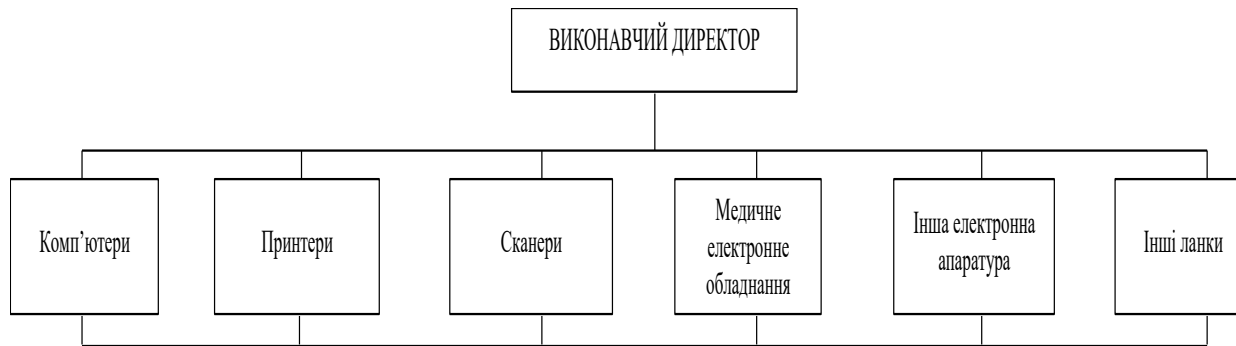 ВИКОНАВЧИЙ ДИРЕКТОР
Комп’ютери
Принтери
Сканери
Медичне
електронне
обладнання
Інша електронна
апаратура
Інші ланки